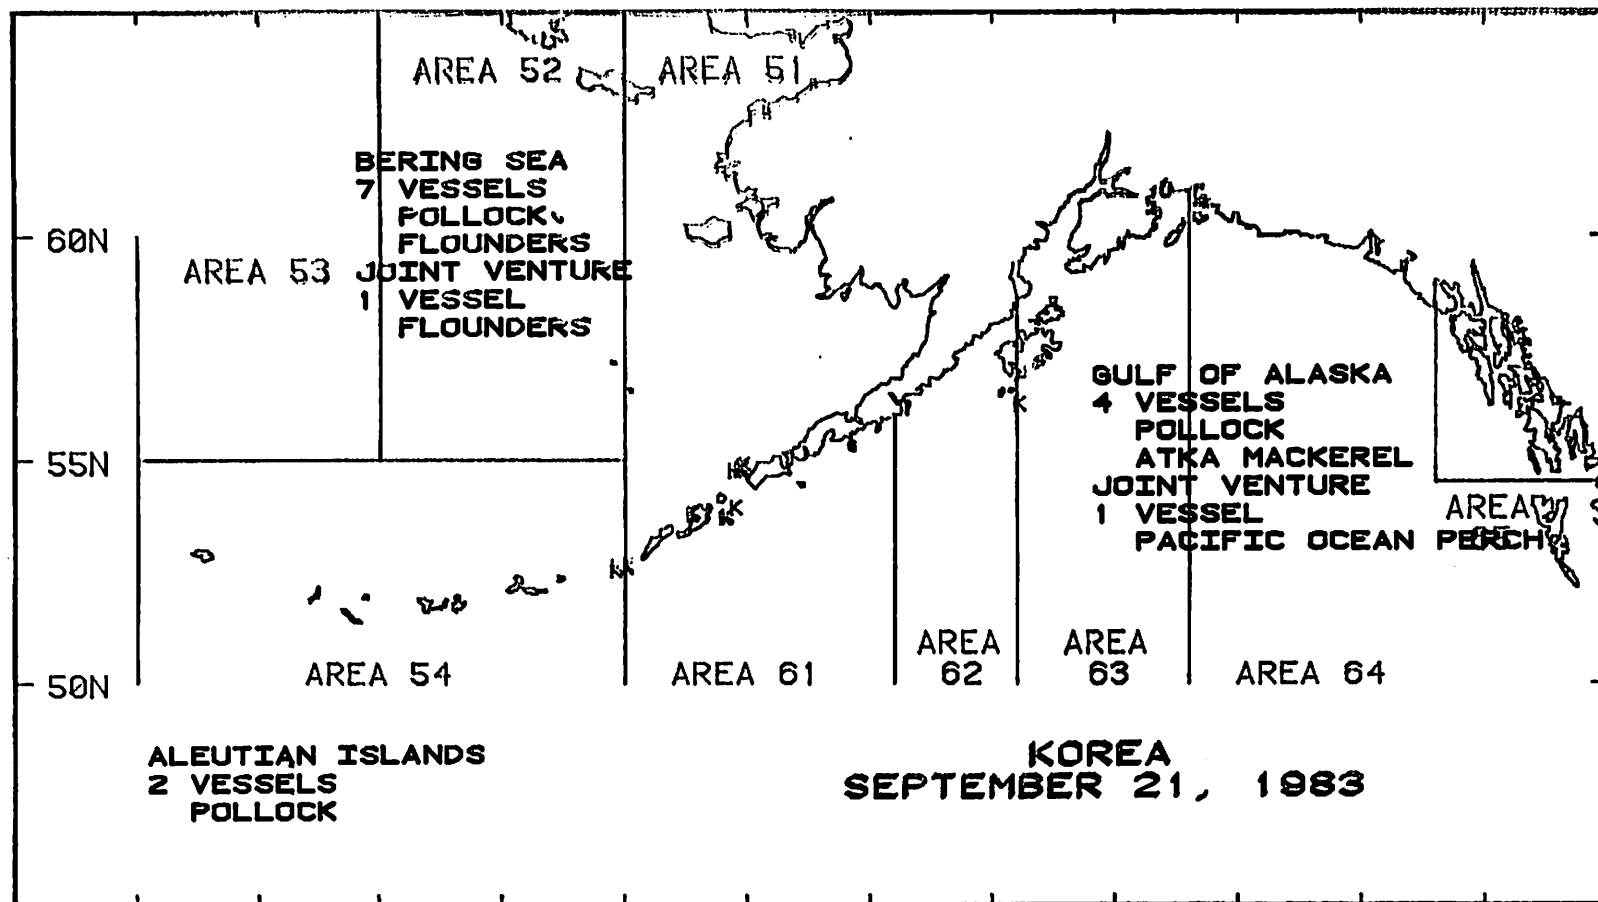 AREA 52
AREA 51
BERING SEA
7 VESSELS
POLLOCK
FLOUNDERS
JOINT VENTURE
1 VESSEL
FLOUNDERS
60N
AREA 53
GULF OF ALASKA
4 VESSELS
POLLOCK
ATKA MACKEREL
JOINT VENTURE
1 VESSEL
PACIFIC OCEAN PERCH
K
55N
K
AREA
AREA 54
AREA 61
AREA
62
AREA
63
AREA 64
50N
ALEUTIAN ISLANDS
2 VESSELS
POLLOCK
KOREA
SEPTEMBER 21, 1983